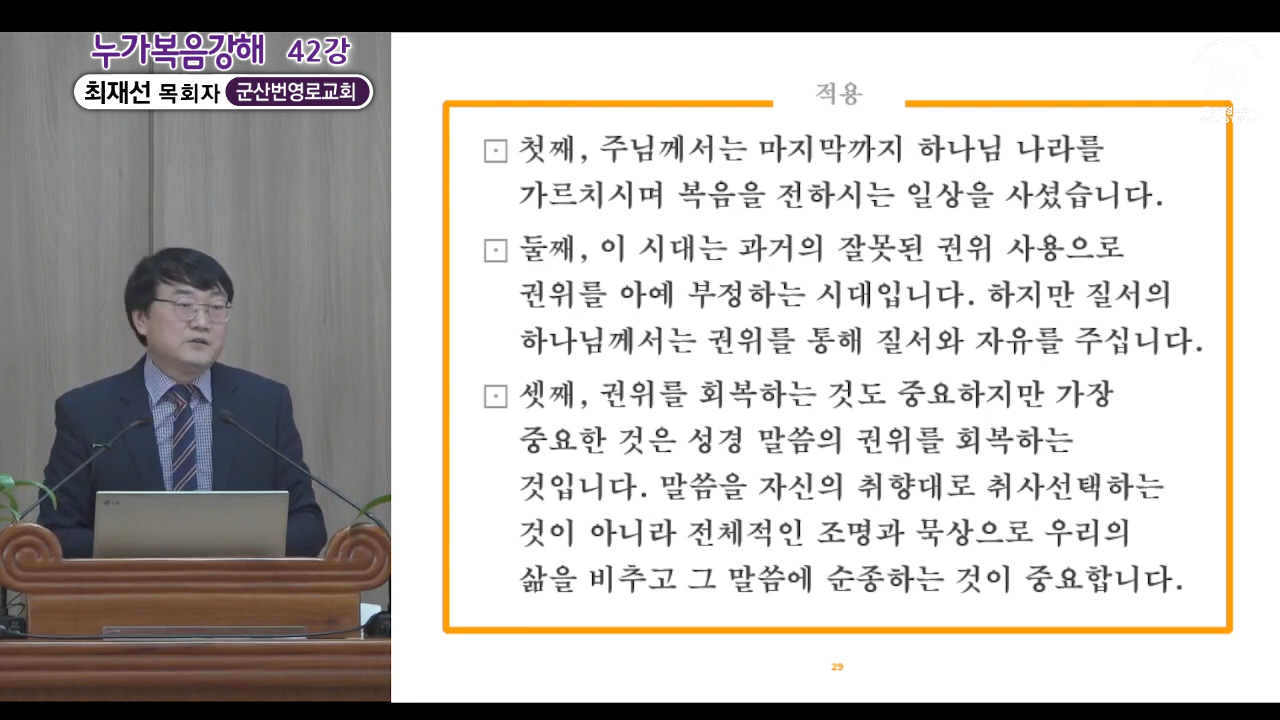 누가복음강해 42강
최재선 목회자 군산번영로교회
적용
첫째, 주님께서는 마지막까지 하나님 나라를
가르치시며 복음을 전하시는 일상을 사셨습니다.
둘째, 이 시대는 과거의 잘못된 권위 사용으로
권위를 아예 부정하는 시대입니다. 하지만 질서의
하나님께서는 권위를 통해 질서와 자유를 주십니다.
셋째, 권위를 회복하는 것도 중요하지만 가장
중요한 것은 성경 말씀의 권위를 회복하는
것입니다. 말씀을 자신의 취향대로 취사선택하는
것이 아니라 전체적인 조명과 묵상으로 우리의
삶을 비추고 그 말씀에 순종하는 것이 중요합니다.
LG
29